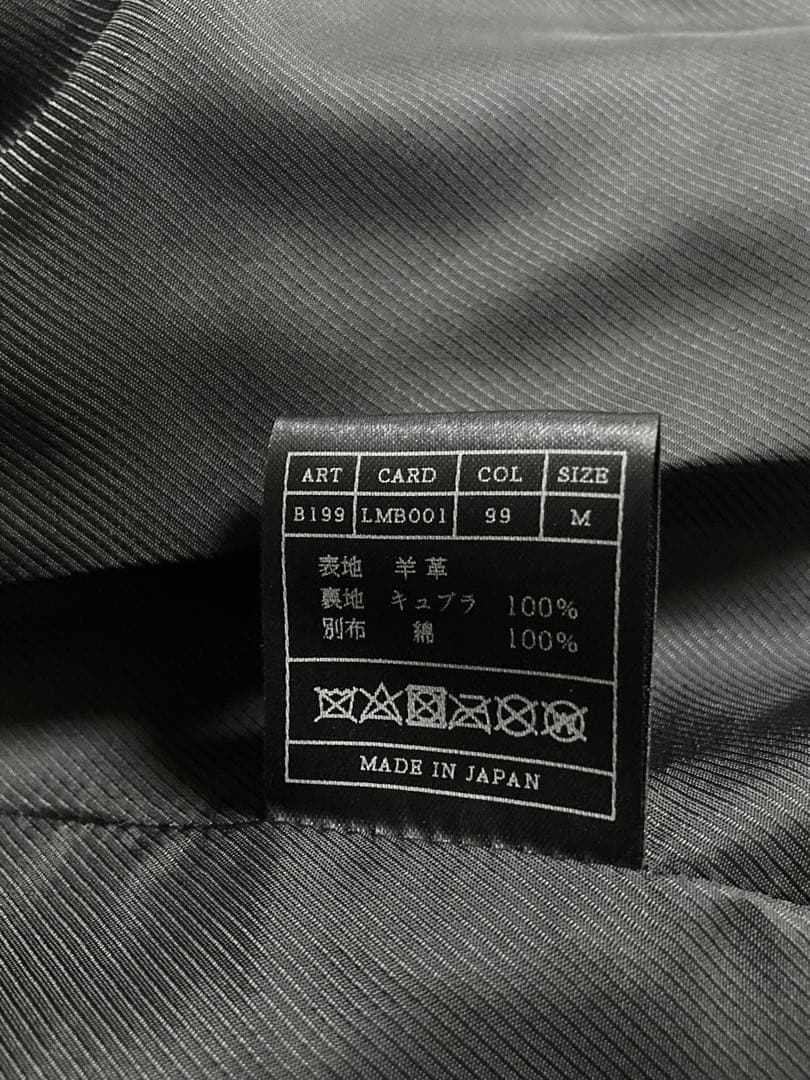 ART CARD COL SIZE
B199 LMB001 99 M
表地 羊革
裏地 キュプラ 100%
別布 綿 100%
MADE IN JAPAN